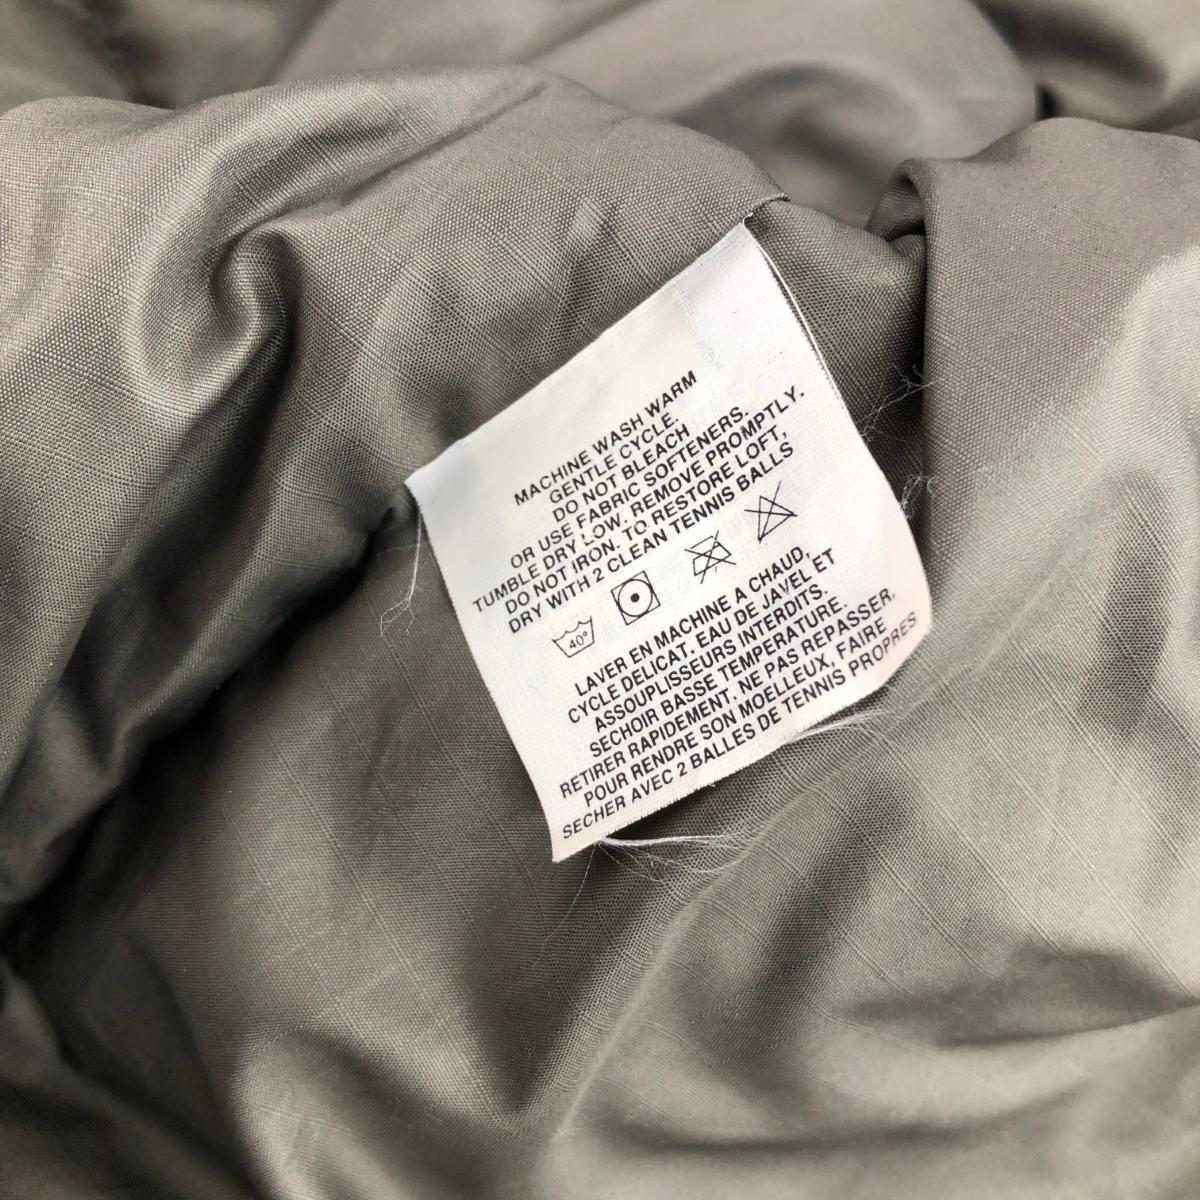 MACHINE WASH WARM
GENTLE CYCLE.
DO NOT BLEACH
OR USE FABRIC SOFTENERS.
TUMBLE DRY LOW. REMOVE PROMPTLY.
DO NOT IRON. TO RESTORE LOFT,
DRY WITH 2 CLEAN TENNIS BALLS
40°
LAVER EN MACHINE A CHAUD,
CYCLE DELICAT. EAU DE JAVEL ET
ASSOUPLISSEURS INTERDITS.
SECHOIR BASSE TEMPERATURE.
RETIRER RAPIDEMENT. NE PAS REPASSER.
POUR RENDRE SON MOELLEUX, FAIRE
SECHER AVEC 2 BALLES DE TENNIS PROPRES